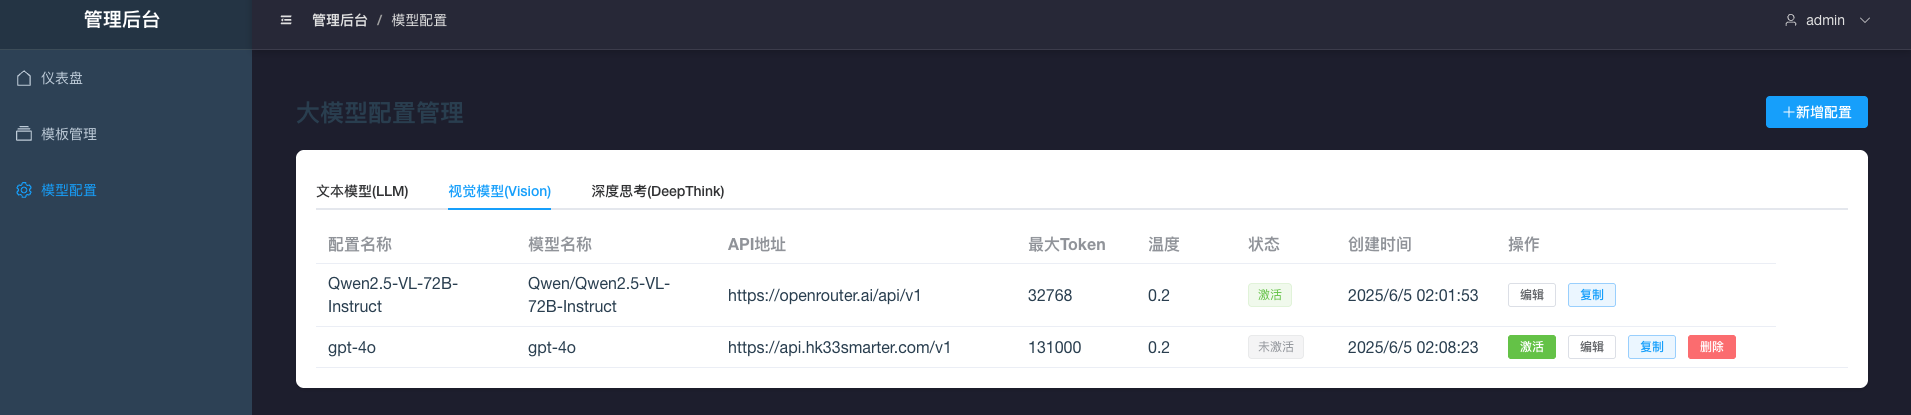 管理后台
管理后台 / 模型配置
admin
仪表盘
模板管理
模型配置
大模型配置管理
+新增配置
文本模型(LLM) 视觉模型(Vision) 深度思考(DeepThink)
配置名称 模型名称 API地址 最大Token 温度 状态 创建时间 操作
Qwen2.5-VL-72B-Instruct Qwen/Qwen2.5-VL-72B-Instruct https://openrouter.ai/api/v1 32768 0.2 激活 2025/6/5 02:01:53 编辑 复制
gpt-4o gpt-4o https://api.hk33smarter.com/v1 131000 0.2 未激活 2025/6/5 02:08:23 激活 编辑 复制 删除